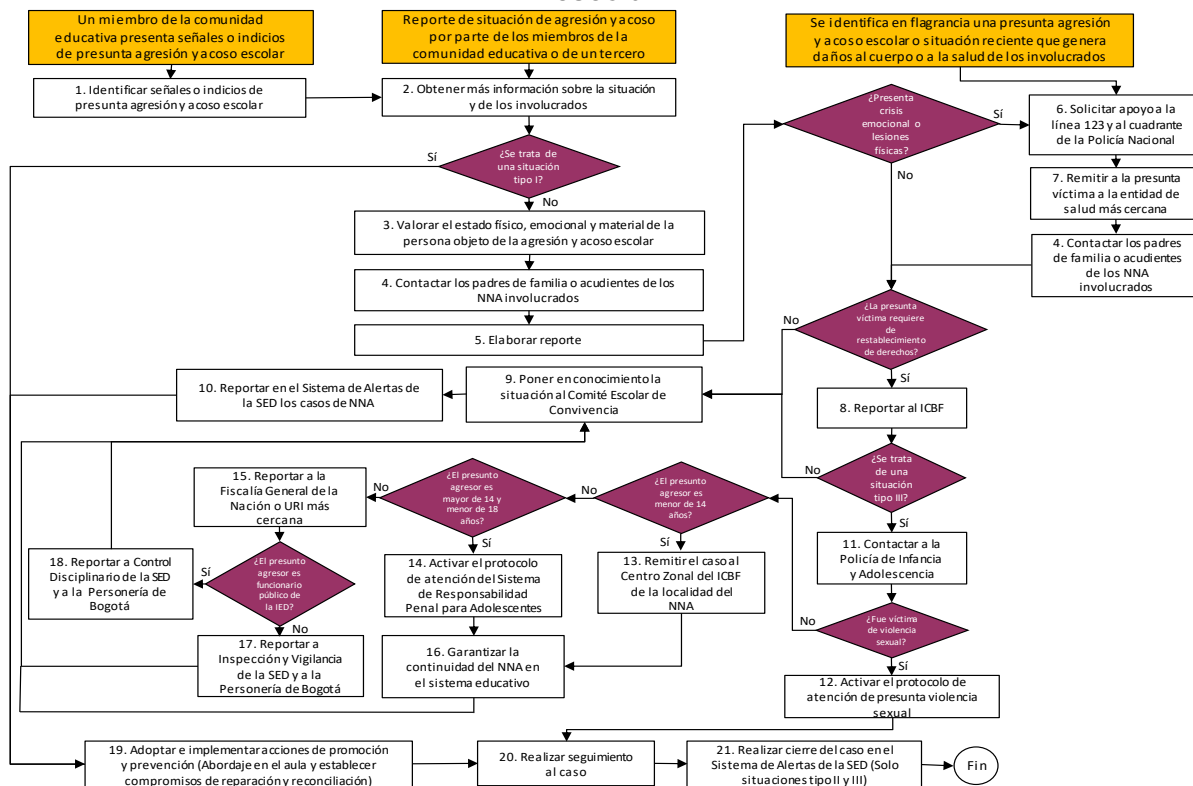 Un miembro de la comunidad
educativa presenta señales o indicios
de presunta agresión y acoso escolar
Reporte de situación de agresión y acoso
por parte de los miembros de la
comunidad educativa o de un tercero
Se identifica en flagrancia una presunta agresión
y acoso escolar o situación reciente que genera
daños al cuerpo o a la salud de los involucrados
1. Identificar señales o indicios de
presunta agresión y acoso escolar
2. Obtener más información sobre la situación
y de los involucrados
¿Presenta
crisis
emocional o
lesiones
físicas?
Sí
No
6. Solicitar apoyo a la
línea 123 y al cuadrante
de la Policía Nacional
¿Se trata de
una situación
tipo I?
Sí
No
7. Remitir a la presunta
víctima a la entidad de
salud más cercana
3. Valorar el estado físico, emocional y material de la
persona objeto de la agresión y acoso escolar
4. Contactar los padres
de familia o acudientes
de los NNA
involucrados
4. Contactar los padres de familia o acudientes de los
NNA involucrados
5. Elaborar reporte
¿La presunta
víctima requiere
de
restablecimiento
de derechos?
No
Sí
10. Reportar en el Sistema de Alertas de
la SED los casos de NNA
9. Poner en conocimiento la
situación al Comité Escolar de
Convivencia
8. Reportar al ICBF
¿Se trata
de una
situación
tipo III?
No
Sí
15. Reportar a la
Fiscalía General de la
Nación o URI más
cercana
No
¿El presunto
agresor es
mayor de 14 y
menor de 18
años?
Sí
No
¿El presunto
agresor es
menor de 14
años?
Sí
11. Contactar a la
Policía de Infancia
y Adolescencia
18. Reportar a Control
Disciplinario de la SED
y a la Personería de
Bogotá
Sí
¿El presunto
agresor es
funcionario
público de
la IED?
No
14. Activar el protocolo
de atención del Sistema
de Responsabilidad
Penal para Adolescentes
13. Remitir el caso al
Centro Zonal del ICBF
de la localidad del
NNA
No
¿Fue víctima
de violencia
sexual?
Sí
17. Reportar a
Inspección y Vigilancia
de la SED y a la
Personería de Bogotá
16. Garantizar la
continuidad del NNA en
el sistema educativo
12. Activar el protocolo de
atención de presunta violencia
sexual
19. Adoptar e implementar acciones de promoción
y prevención (Abordaje en el aula y establecer
compromisos de reparación y reconciliación)
20. Realizar seguimiento
al caso
21. Realizar cierre del caso en el
Sistema de Alertas de la SED (Solo
situaciones tipo II y III)
Fin